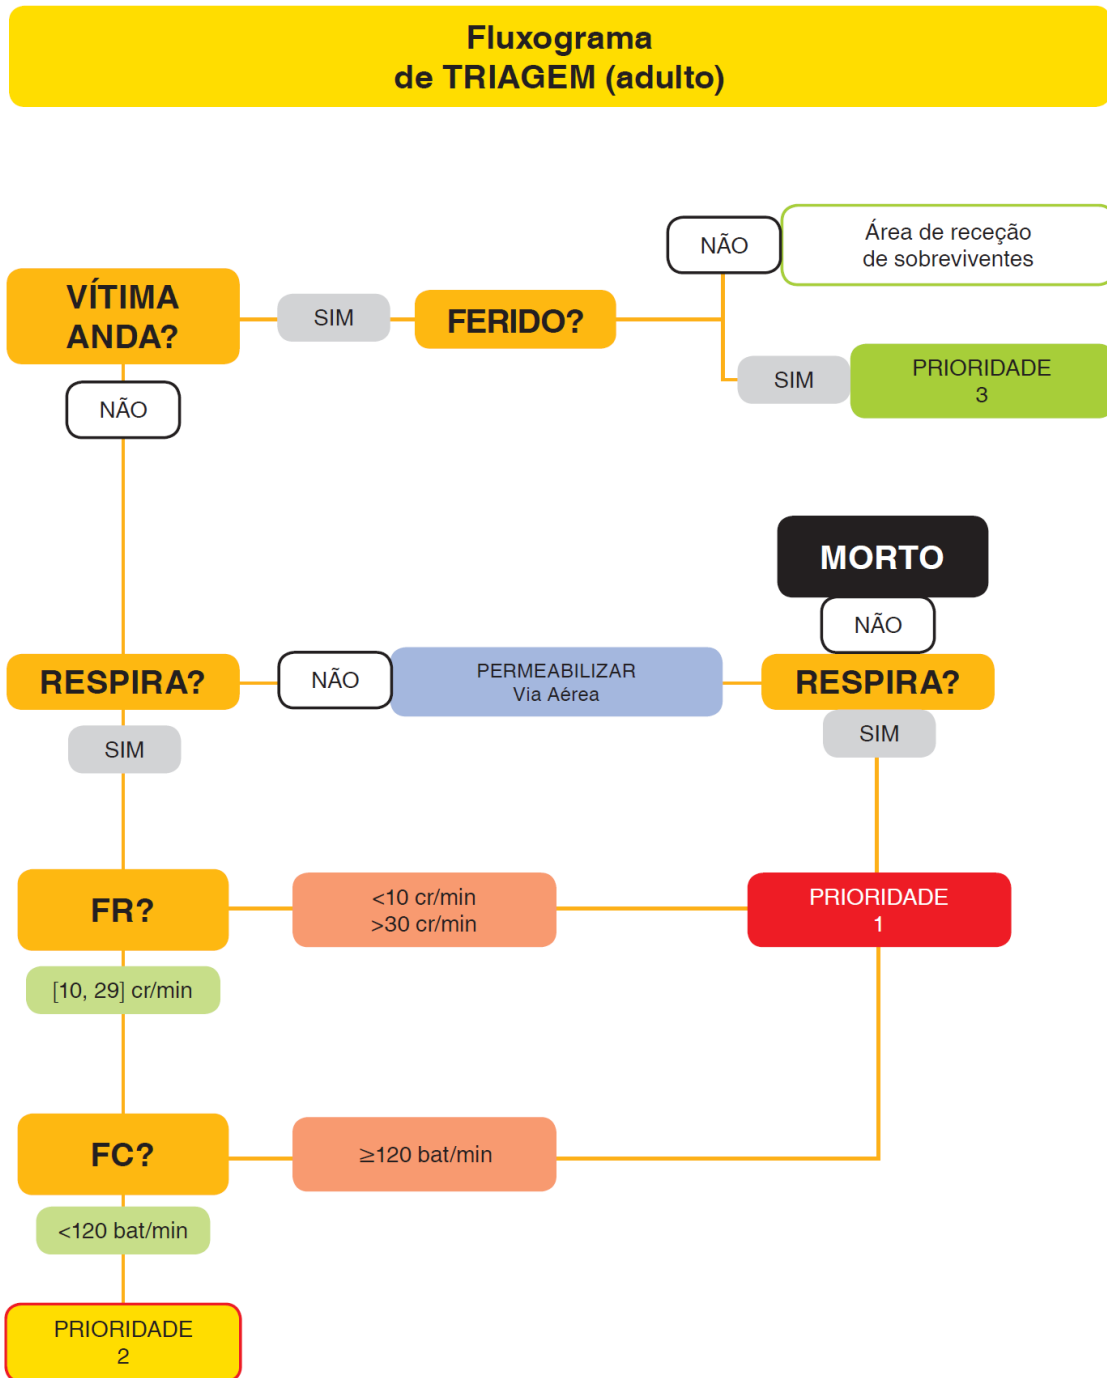 Fluxograma
de TRIAGEM (adulto)
NÃO
Área de receção
de sobreviventes
VÍTIMA
ANDA?
SIM
FERIDO?
SIM
PRIORIDADE
3
NÃO
MORTO
NÃO
RESPIRA?
NÃO
PERMEABILIZAR
Via Aérea
RESPIRA?
SIM
SIM
FR?
<10 cr/min
>30 cr/min
PRIORIDADE
1
[10, 29] cr/min
FC?
≥120 bat/min
<120 bat/min
PRIORIDADE
2